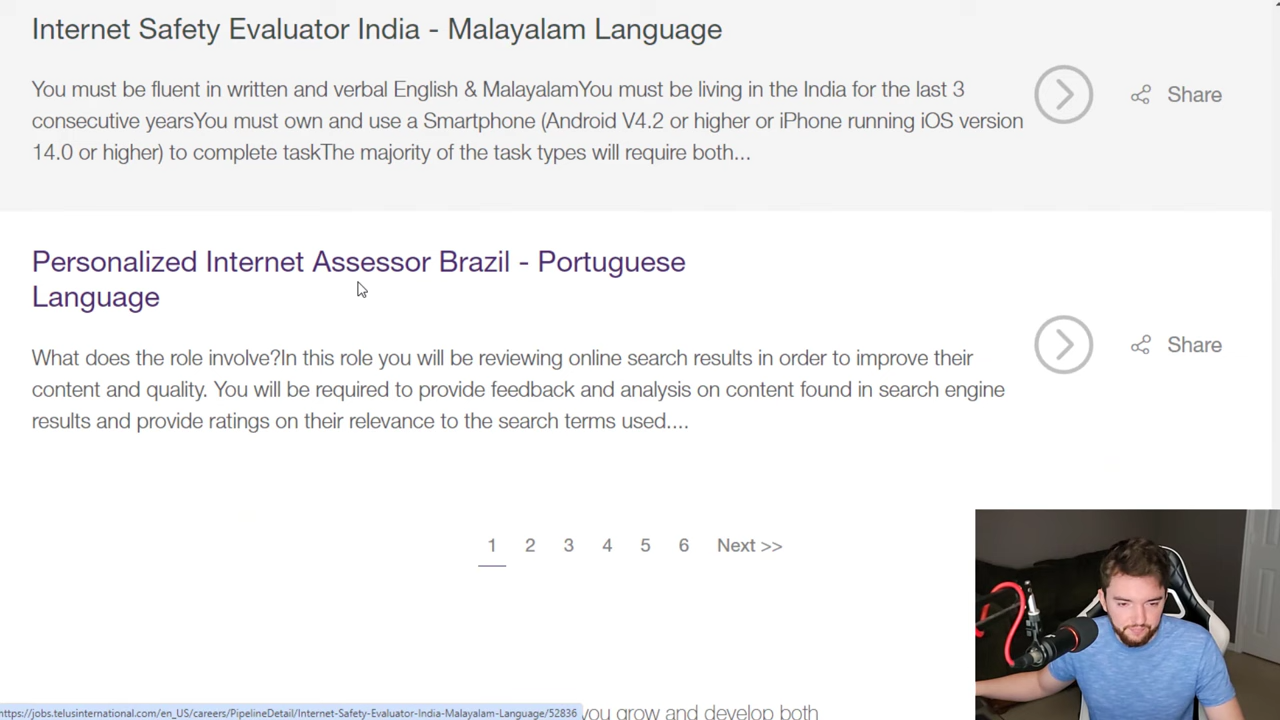 Internet Safety Evaluator India - Malayalam Language
You must be fluent in written and verbal English & MalayalamYou must be living in the India for the last 3
consecutive yearsYou must own and use a Smartphone (Android V4.2 or higher or iPhone running iOS version
14.0 or higher) to complete taskThe majority of the task types will require both...
Share
Personalized Internet Assessor Brazil - Portuguese
Language
What does the role involve?In this role you will be reviewing online search results in order to improve their
content and quality. You will be required to provide feedback and analysis on content found in search engine
results and provide ratings on their relevance to the search terms used....
Share
1 2 3 4 5 6 Next >>
https://jobs.telusinternational.com/en_US/careers/PipelineDetail/Internet-Safety-Evaluator-India-Malayalam-Language/52836
you grow and develop both